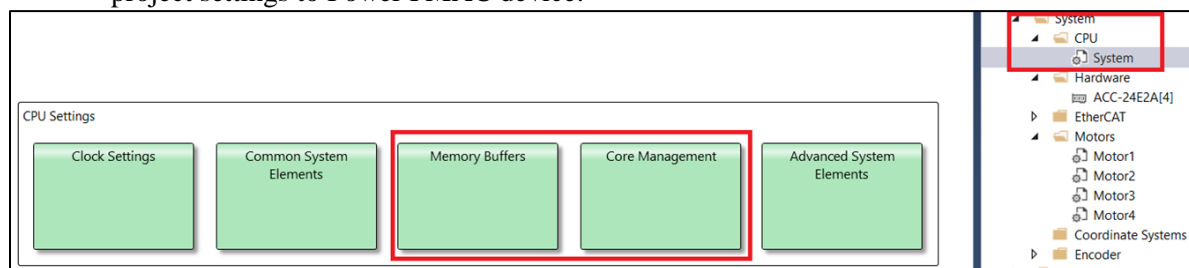 project settings to Power PMAC device.
CPU Settings
Clock Settings
Common System
Elements
Memory Buffers
Core Management
Advanced System
Elements
System
CPU
System
Hardware
ACC-24E2A[4]
EtherCAT
Motors
Motor1
Motor2
Motor3
Motor4
Coordinate Systems
Encoder